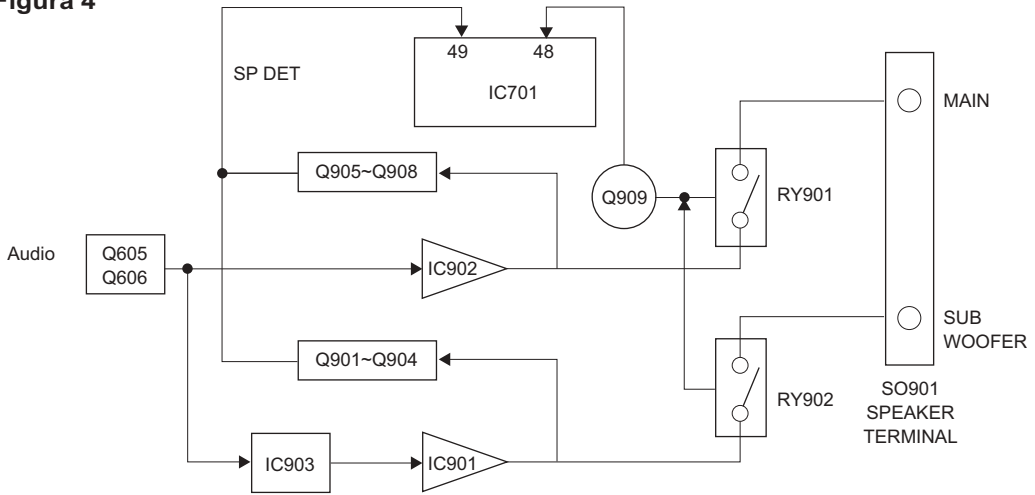 Figura 4
49
48
SP DET
IC701
MAIN
Q905~Q908
Q909
RY901
Audio
Q605
Q606
IC902
SUB
WOOFER
Q901~Q904
RY902
SO901
SPEAKER
TERMINAL
IC903
IC901